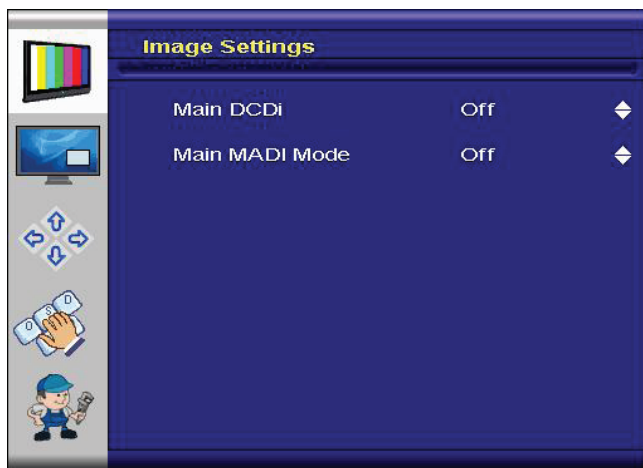 Image Settings
Main DCDi Off
Main MADI Mode Off
O S D